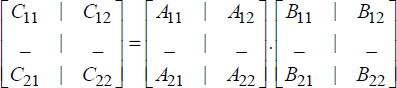 [C₁₁ | C₁₂] [A₁₁ | A₁₂] [B₁₁ | B₁₂]
[_ | _] = [_ | _] . [_ | _]
[C₂₁ | C₂₂] [A₂₁ | A₂₂] [B₂₁ | B₂₂]